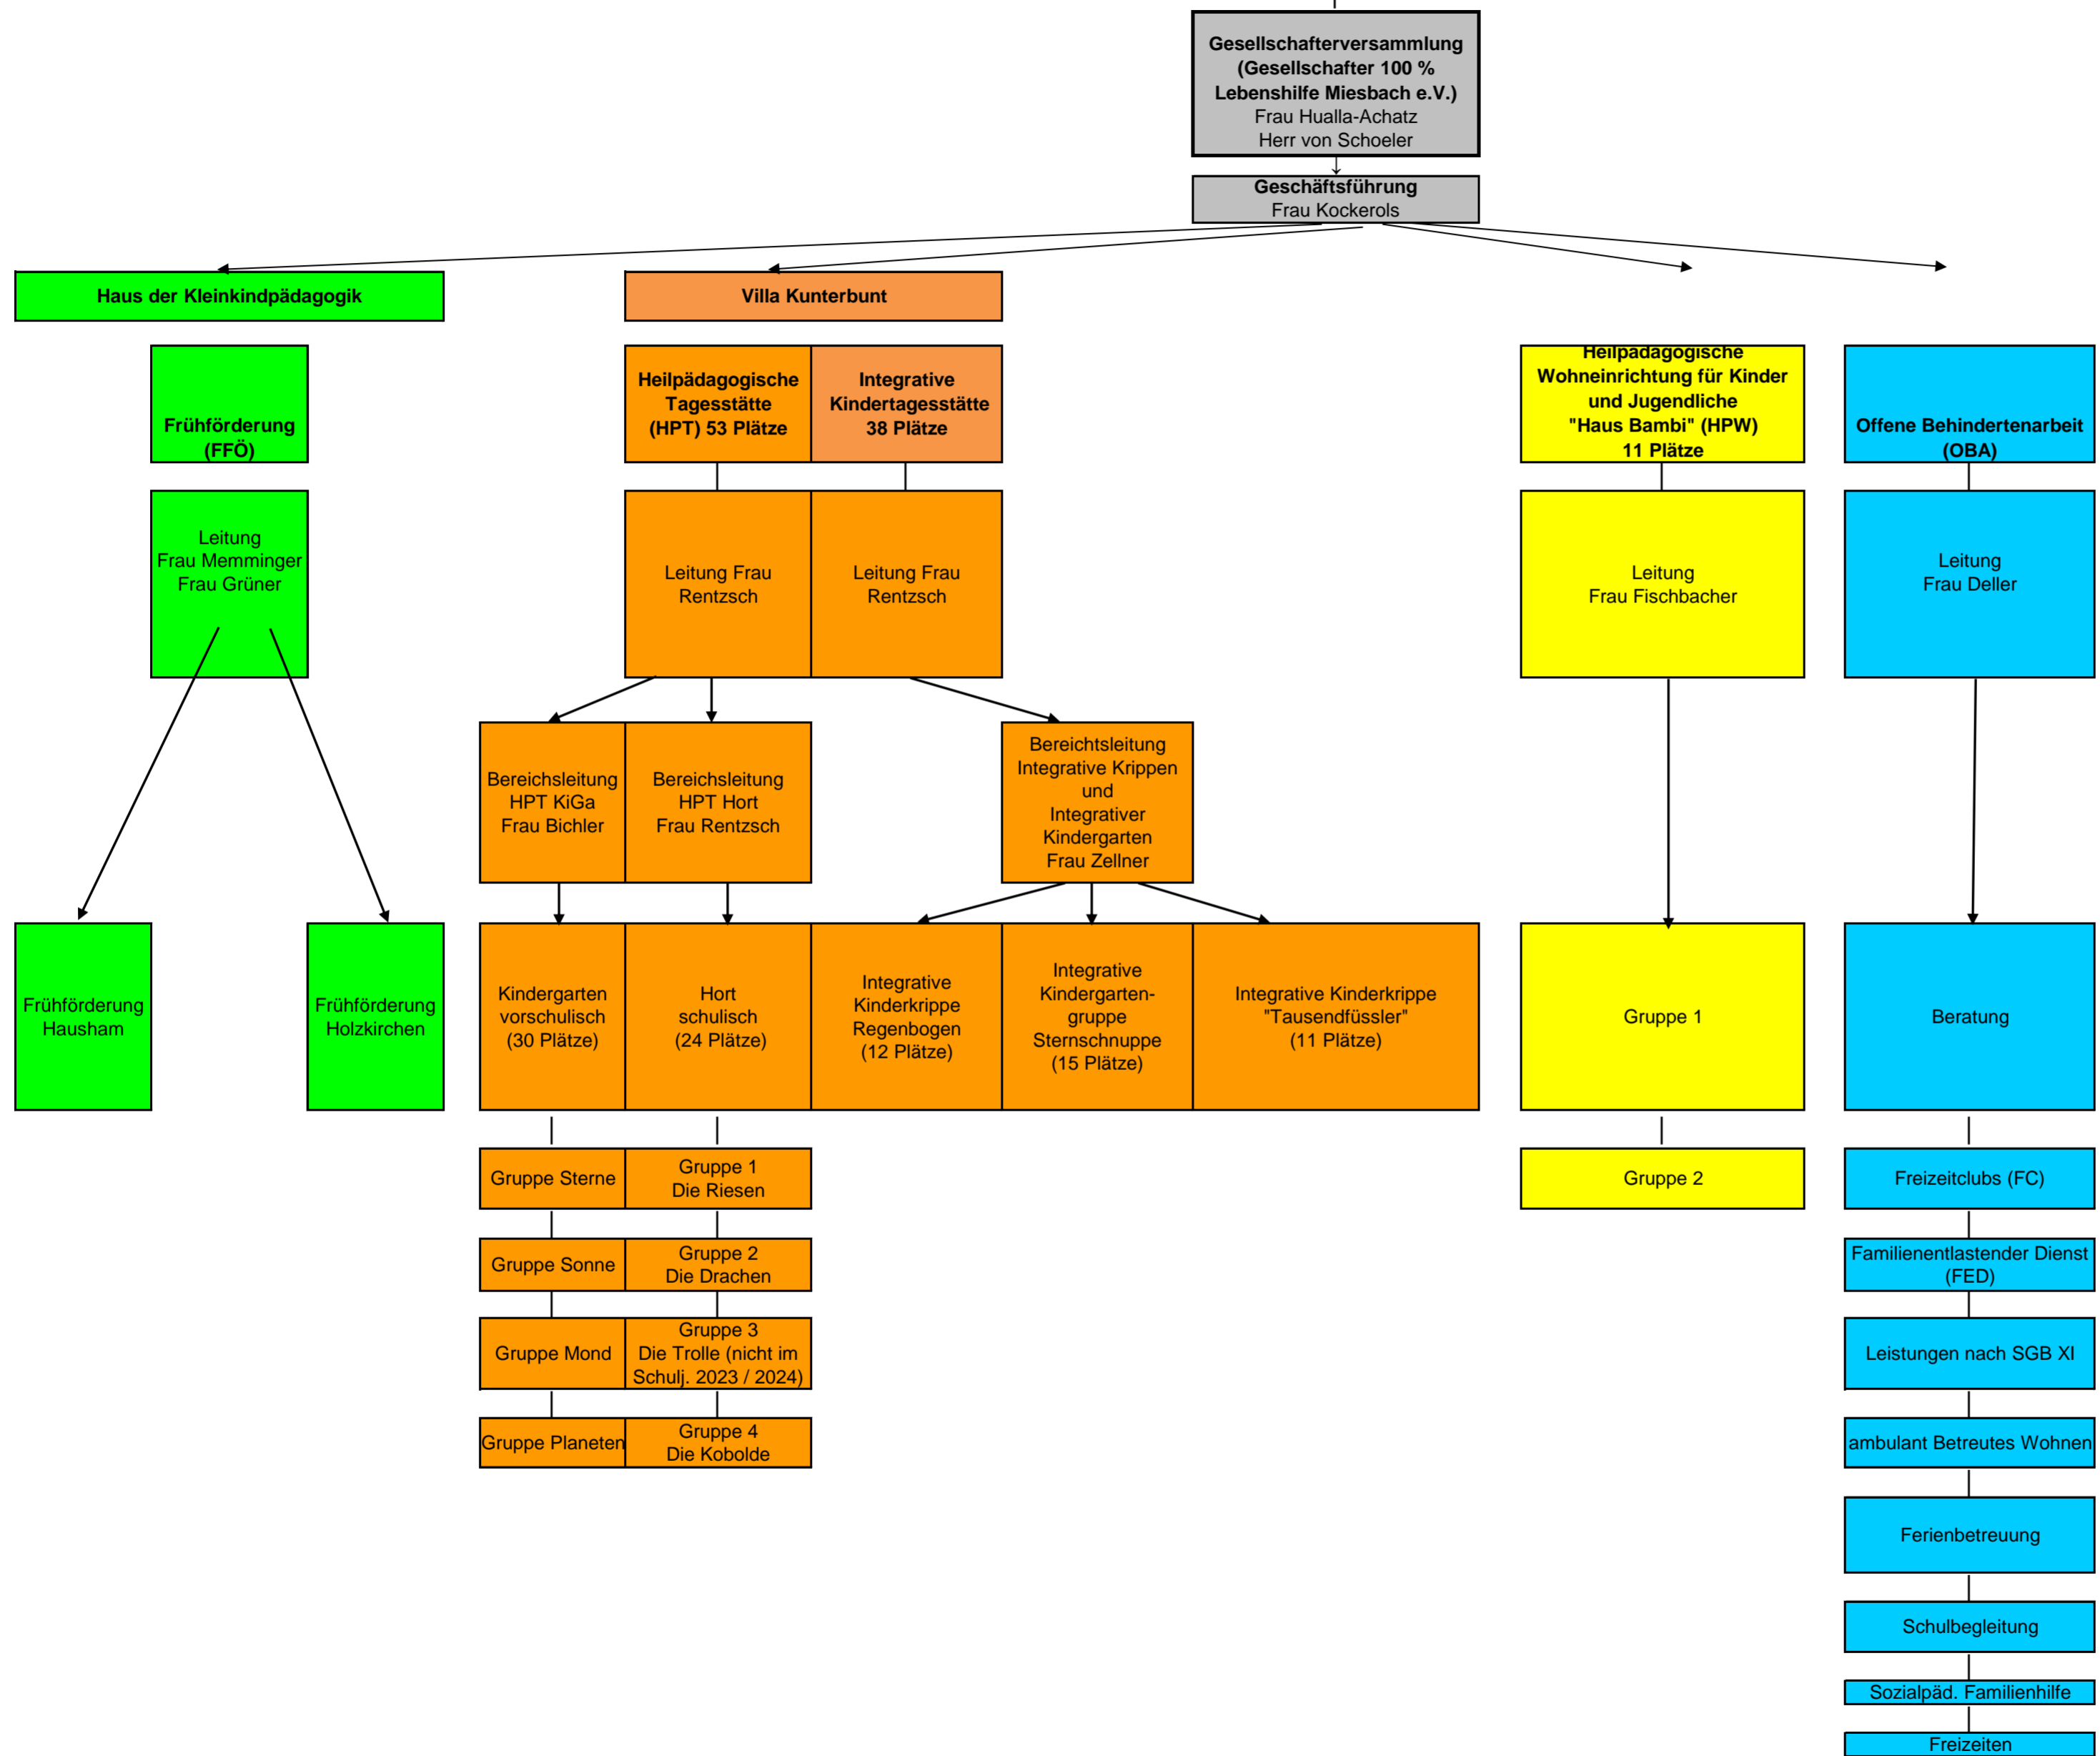 Gesellschafterversammlung
(Gesellschafter 100 %
Lebenshilfe Miesbach e.V.)
Frau Hualla-Achatz
Herr von Schoeler
Geschäftsführung
Frau Kockerols
Haus der Kleinkindpädagogik
Villa Kunterbunt
Frühförderung
(FFÖ)
Heilpädagogische
Tagesstätte
(HPT) 53 Plätze
Integrative
Kindertagesstätte
38 Plätze
Heilpädagogische
Wohneinrichtung für Kinder
und Jugendliche
"Haus Bambi" (HPW)
11 Plätze
Offene Behindertenarbeit
(OBA)
Leitung
Frau Memminger
Frau Grüner
Leitung Frau
Rentzsch
Leitung Frau
Rentzsch
Leitung
Frau Fischbacher
Leitung
Frau Deller
Bereichsleitung
HPT KiGa
Frau Bichler
Bereichsleitung
HPT Hort
Frau Rentzsch
Bereichtsleitung
Integrative Krippen
und
Integrativer
Kindergarten
Frau Zellner
Frühförderung
Hausham
Frühförderung
Holzkirchen
Kindergarten
vorschulisch
(30 Plätze)
Hort
schulisch
(24 Plätze)
Integrative
Kinderkrippe
Regenbogen
(12 Plätze)
Integrative
Kindergarten-
gruppe
Sternschnuppe
(15 Plätze)
Integrative Kinderkrippe
"Tausendfüssler"
(11 Plätze)
Gruppe 1
Beratung
Gruppe Sterne
Gruppe 1
Die Riesen
Gruppe 2
Freizeitclubs (FC)
Gruppe Sonne
Gruppe 2
Die Drachen
Familienentlastender Dienst
(FED)
Gruppe Mond
Gruppe 3
Die Trolle (nicht im
Schulj. 2023 / 2024)
Leistungen nach SGB XI
Gruppe Planeten
Gruppe 4
Die Kobolde
ambulant Betreutes Wohnen
Ferienbetreuung
Schulbegleitung
Sozialpäd. Familienhilfe
Freizeiten